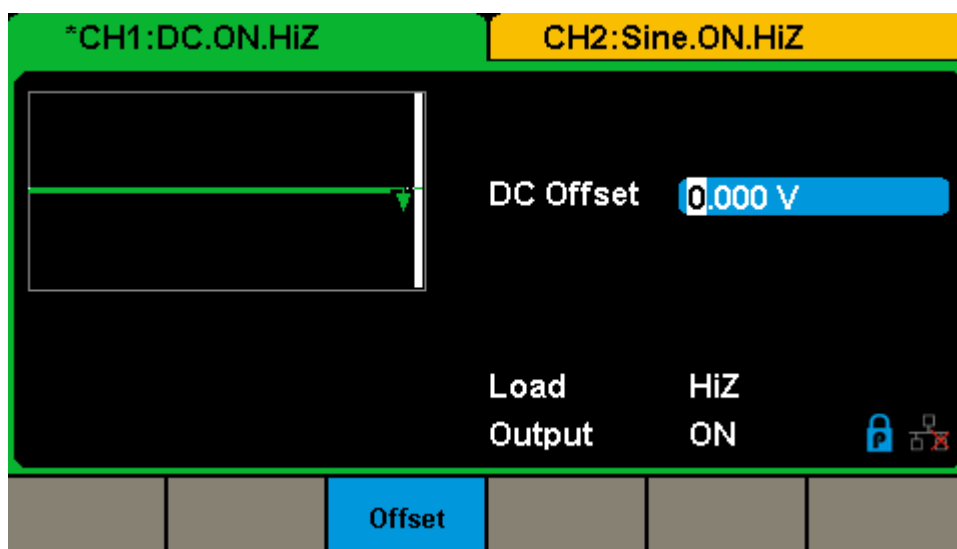 *CH1:DC.ON.HiZ
CH2:Sine.ON.HiZ
DC Offset 0.000 V
Load HiZ
Output ON
P
Offset